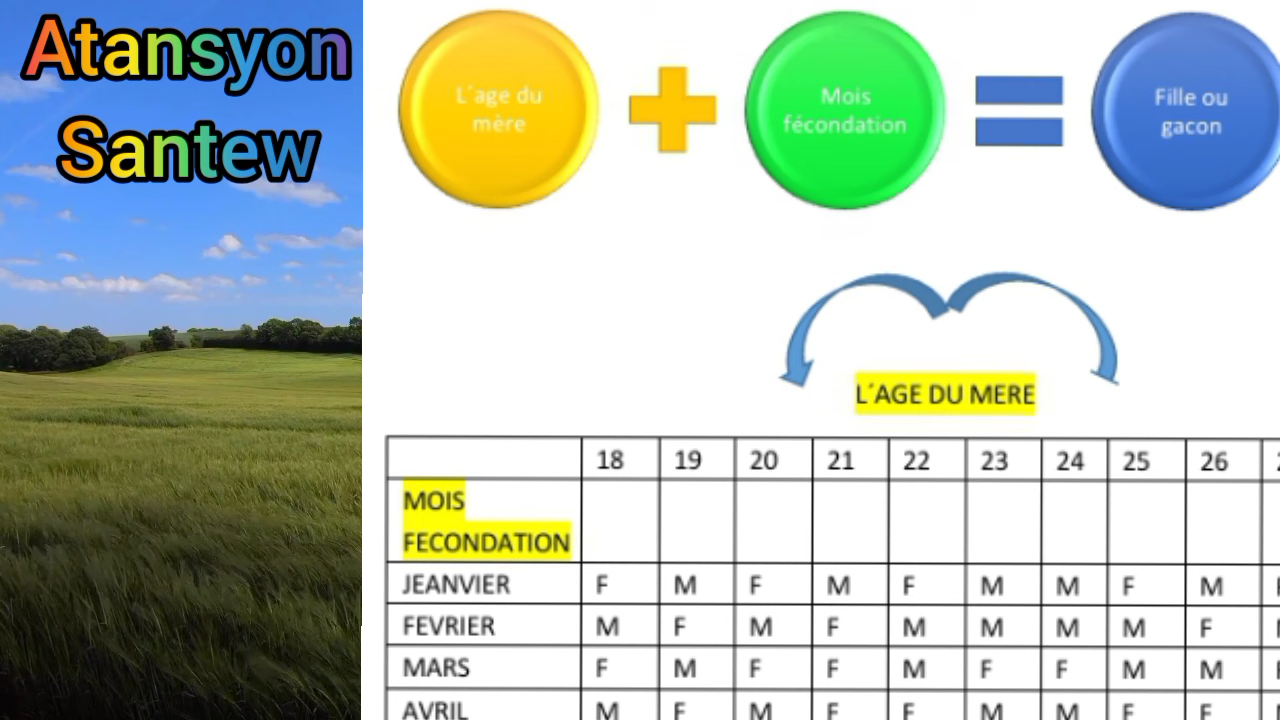 Atansyon
Santew
L´age du
mère
Mois
fécondation
Fille ou
gacon
L´AGE DU MERE
18 19 20 21 22 23 24 25 26
MOIS
FECONDATION
JEANVIER F M F M F M M F M
FEVRIER M F M F M M M M F
MARS F M F F M F F M M
AVRIL M F M F F M M F F